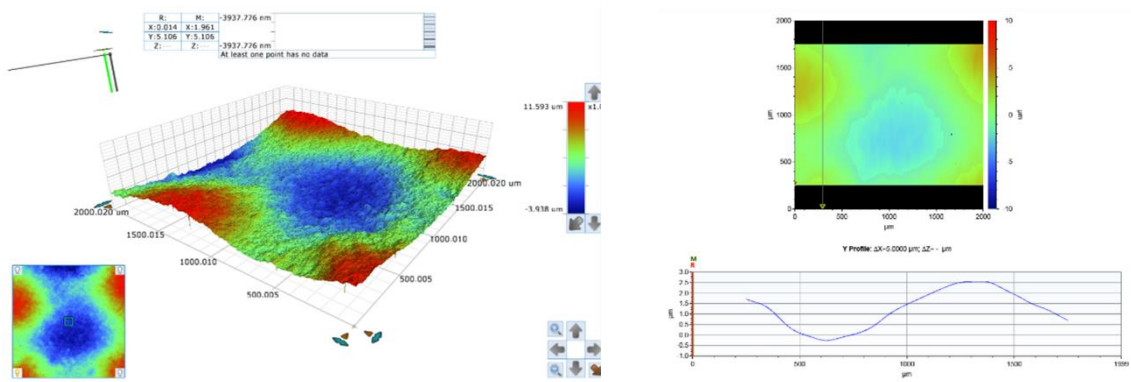 R: M: -3937.776 nm
X:0.014 X:1.961
Y:5.106 Y:5.106
Z: --- Z: --- -3937.776 nm
At least one point has no data
11.593 um x1.
-3.938 um
2000.020 um
1500.015
1000.010
500.005
2000.020 um
1500.015
1000.010
500.005
2000
1500
1000
500
0
µm
0 500 1000 1500 2000
µm
10
5
0
-5
-10
µm
Y Profile: ΔX=0.0000 µm; ΔZ=- - µm
M
R
3.0
2.5
2.0
1.5
1.0
0.5
0.0
-0.5
-1.0
µm
0 500 1000 1500 1999
µm